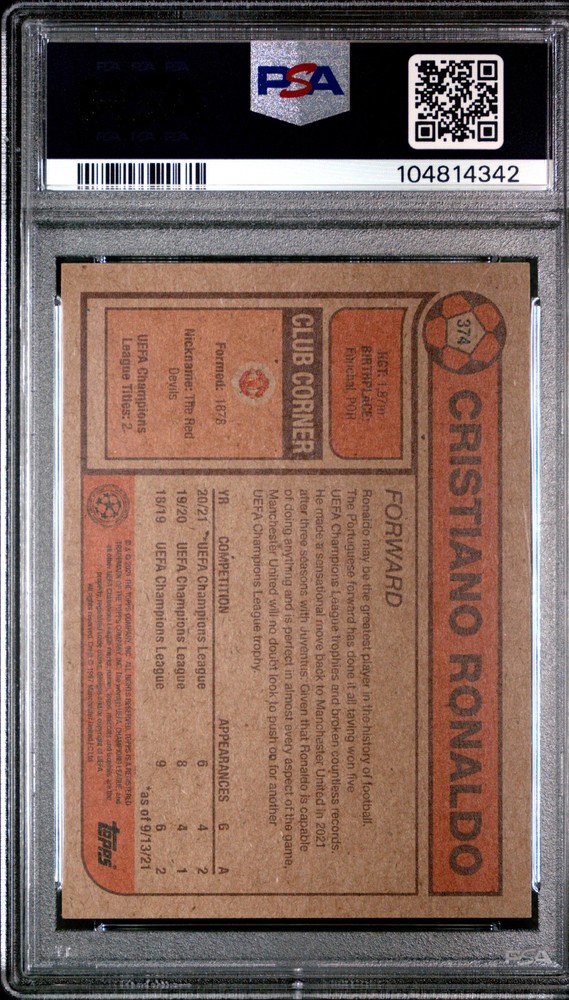 PSA
104814342
374
CRISTIANO RONALDO
HGT: 1.87m
BIRTHPLACE:
Funchal, POR
CLUB CORNER
Formed: 1878
Nickname: The Red
Devils
UEFA Champions
League Titles: 2
FORWARD
Ronaldo may be the greatest player in the history of football.
The Portuguese forward has done it all having won five
UEFA Champions League trophies and broken countless records.
He made a sensational move back to Manchester United in 2021
after three seasons with Juventus. Given that Ronaldo is capable
of doing anything and is perfect in almost every aspect of the game,
Manchester United will no doubt look to push on for another
UEFA Champions League trophy.
YR COMPETITION APPEARANCES G A
20/21 *UEFA Champions League 6 4 2
19/20 UEFA Champions League 8 4 1
18/19 UEFA Champions League 9 6 2
*as of 9/13/21
topps
PSA